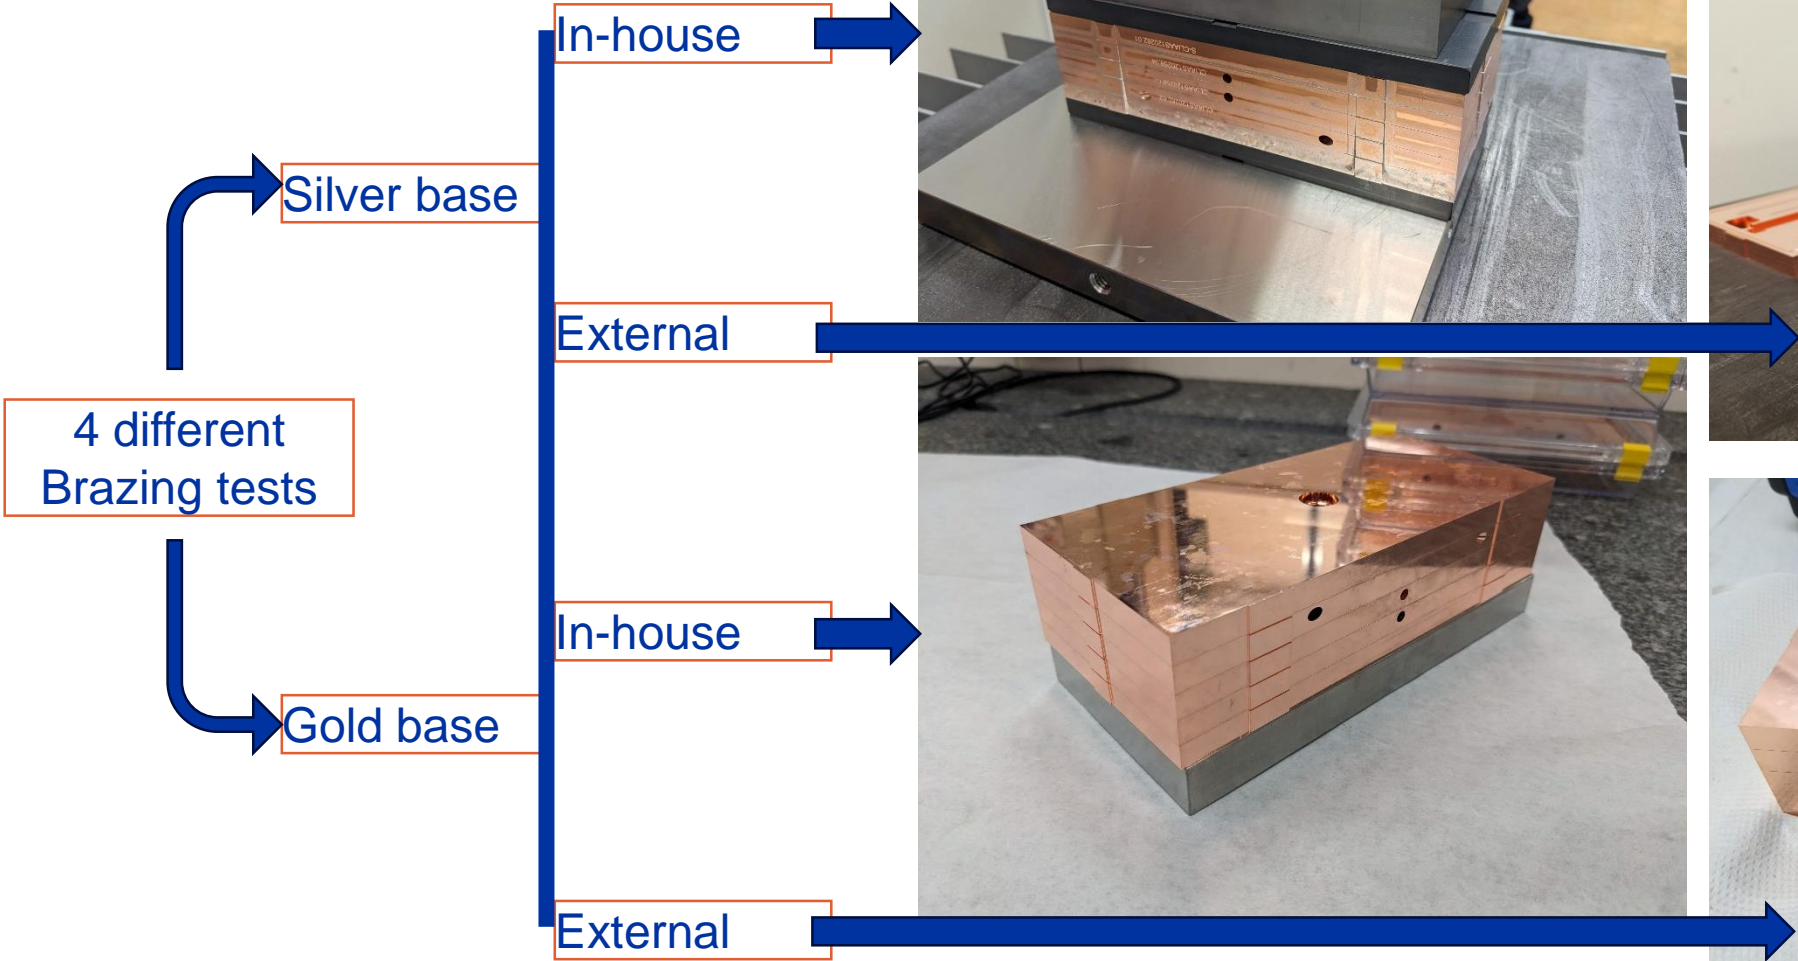 In-house
Silver base
External
4 different
Brazing tests
In-house
Gold base
External